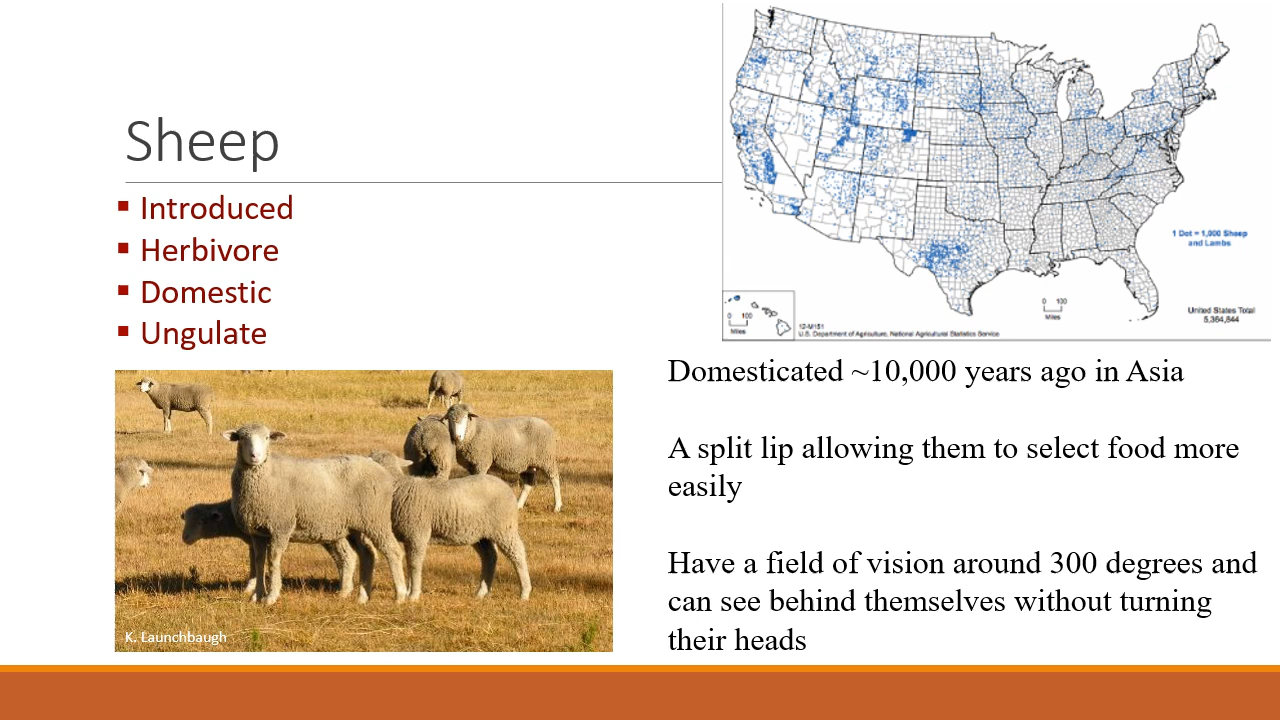 Sheep
▪ Introduced
▪ Herbivore
▪ Domestic
▪ Ungulate
1 Dot = 1,000 Sheep
and Lambs
0 100
Miles
0 100
Miles
United States Total
5,364,844
12-M151
U.S. Department of Agriculture, National Agricultural Statistics Service
Domesticated ~10,000 years ago in Asia
A split lip allowing them to select food more
easily
Have a field of vision around 300 degrees and
can see behind themselves without turning
their heads
K. Launchbaugh